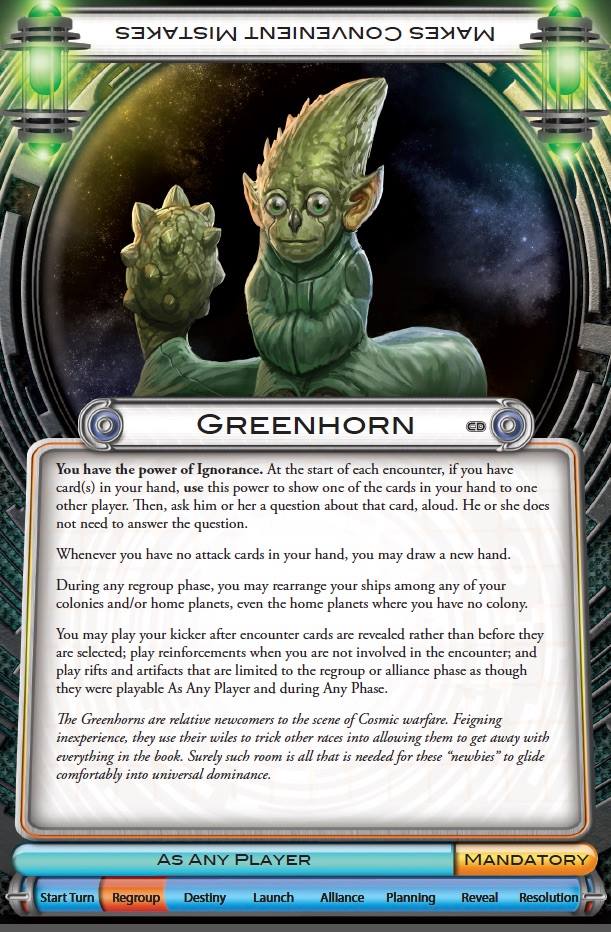 Makes Convenient Mistakes
Greenhorn
CD
You have the power of Ignorance. At the start of each encounter, if you have
card(s) in your hand, use this power to show one of the cards in your hand to one
other player. Then, ask him or her a question about that card, aloud. He or she does
not need to answer the question.
Whenever you have no attack cards in your hand, you may draw a new hand.
During any regroup phase, you may rearrange your ships among any of your
colonies and/or home planets, even the home planets where you have no colony.
You may play your kicker after encounter cards are revealed rather than before they
are selected; play reinforcements when you are not involved in the encounter; and
play rifts and artifacts that are limited to the regroup or alliance phase as though
they were playable As Any Player and during Any Phase.
The Greenhorns are relative newcomers to the scene of Cosmic warfare. Feigning
inexperience, they use their wiles to trick other races into allowing them to get away with
everything in the book. Surely such room is all that is needed for these “newbies” to glide
comfortably into universal dominance.
As Any Player Mandatory
Start Turn Regroup Destiny Launch Alliance Planning Reveal Resolution